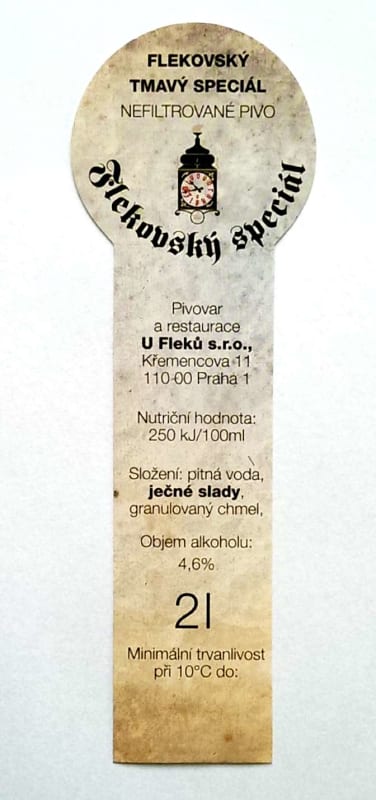 FLEKOVSKÝ
TMAVÝ SPECIÁL
NEFILTROVANÉ PIVO
Flekovský speciál
Pivovar
a restaurace
U Fleků s.r.o.,
Křemencova 11
110 00 Praha 1
Nutriční hodnota:
250 kJ/100ml
Složení: pitná voda,
ječné slady,
granulovaný chmel,
Objem alkoholu:
4,6%
2l
Minimální trvanlivost
při 10°C do: